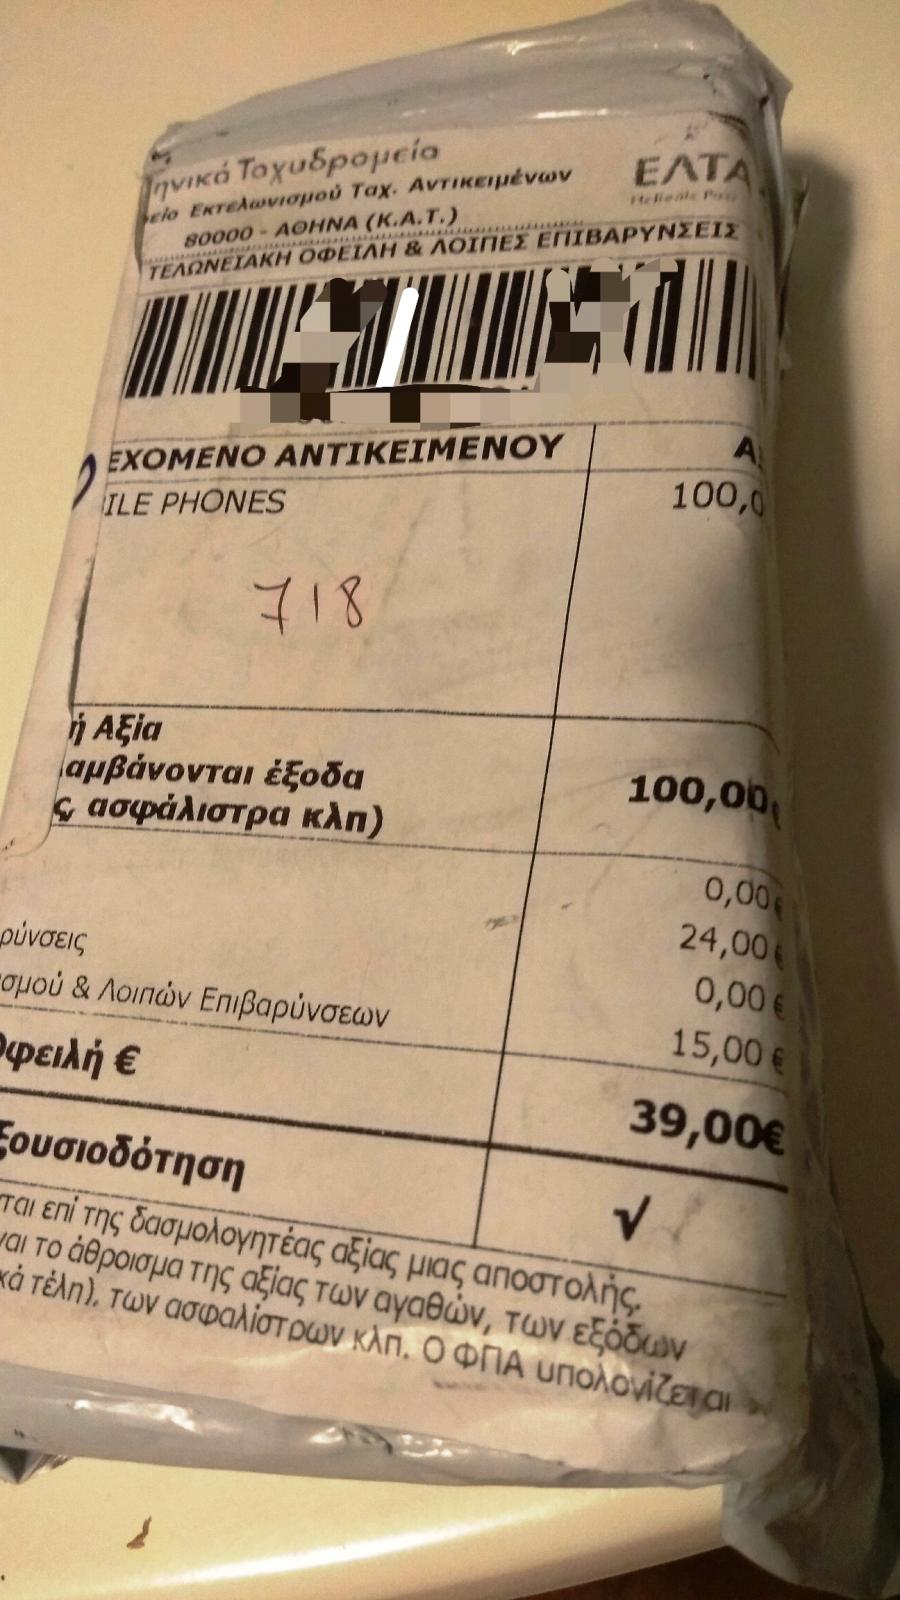 ηνικά Ταχυδρομεία
είο Εκτελωνισμού Ταχ. Αντικειμένων
80000 - ΑΘΗΝΑ (Κ.Α.Τ.)
ΕΛΤΑ
Hellenic Post
ΤΕΛΩΝΕΙΑΚΗ ΟΦΕΙΛΗ & ΛΟΙΠΕΣ ΕΠΙΒΑΡΥΝΣΕΙΣ
ΕΧΟΜΕΝΟ ΑΝΤΙΚΕΙΜΕΝΟΥ
ILE PHONES 100,0
718
ή Αξία
αμβάνονται έξοδα
ς, ασφάλιστρα κλπ) 100,00€
0,00€
ρύνσεις 24,00€
0,00€
σμού & Λοιπών Επιβαρύνσεων 15,00€
Οφειλή € 39,00€
ξουσιοδότηση √
ται επί της δασμολογητέας αξίας μιας αποστολής,
ναι το άθροισμα της αξίας των αγαθών, των εξόδων
κά τέλη), των ασφαλίστρων κλπ. Ο ΦΠΑ υπολογίζεται